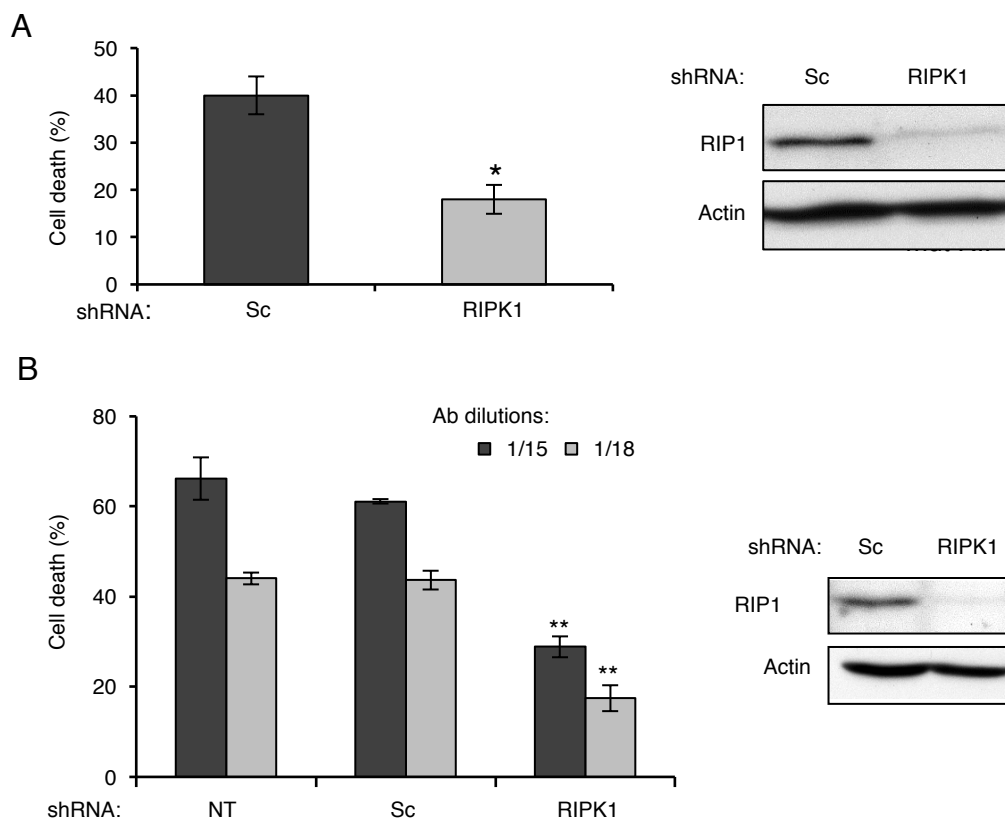 A
50
40
30
20
10
0
Cell death (%)
*
shRNA: Sc RIPK1
shRNA: Sc RIPK1
RIP1
Actin
B
80
60
40
20
0
Cell death (%)
Ab dilutions:
1/15 1/18
**
**
shRNA: NT Sc RIPK1
shRNA: Sc RIPK1
RIP1
Actin